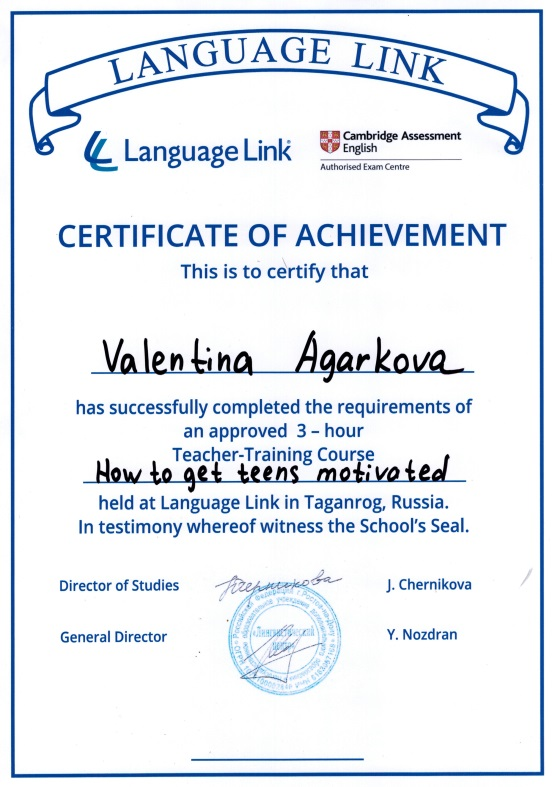 LANGUAGE LINK
Language Link
Cambridge Assessment
English
Authorised Exam Centre
CERTIFICATE OF ACHIEVEMENT
This is to certify that
Valentina Agarkova
has successfully completed the requirements of
an approved 3 – hour
Teacher-Training Course
How to get teens motivated
held at Language Link in Taganrog, Russia.
In testimony whereof witness the School's Seal.
Director of Studies
Черникова
J. Chernikova
General Director
«Лингвистический
центр»
Y. Nozdran